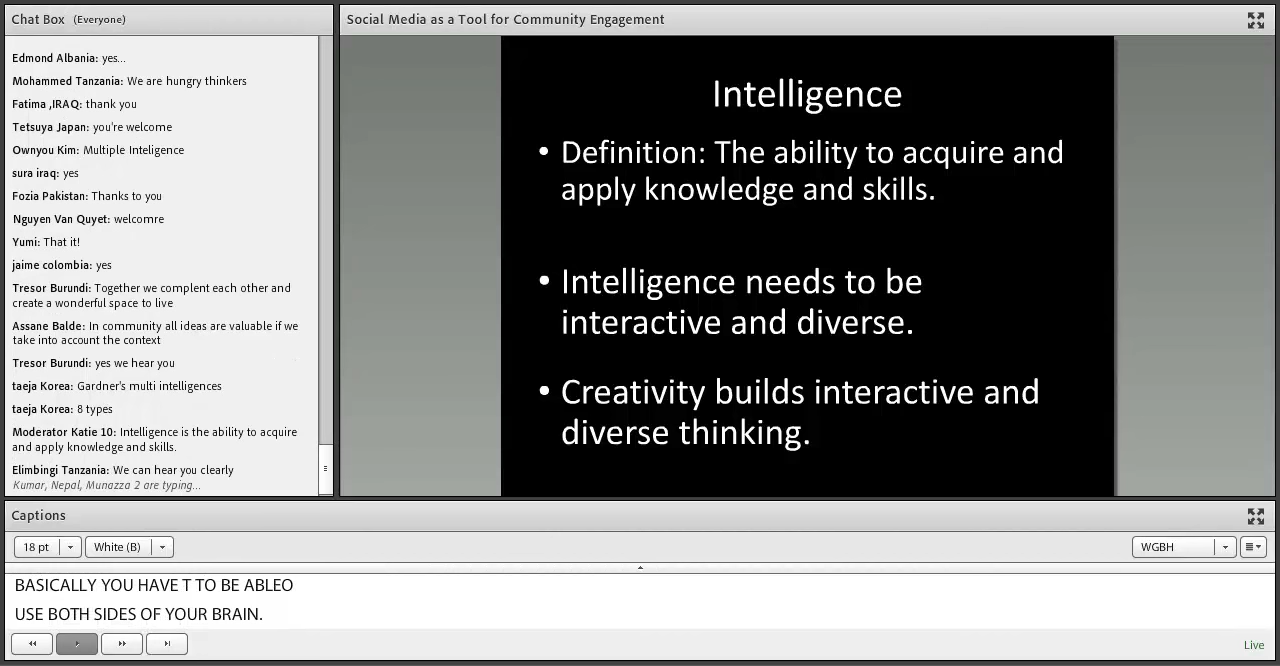 Chat Box (Everyone)
Edmond Albania: yes...
Mohammed Tanzania: We are hungry thinkers
Fatima ,IRAQ: thank you
Tetsuya Japan: you're welcome
Ownyou Kim: Multiple Inteligence
sura iraq: yes
Fozia Pakistan: Thanks to you
Nguyen Van Quyet: welcomre
Yumi: That it!
jaime colombia: yes
Tresor Burundi: Together we complent each other and
create a wonderful space to live
Assane Balde: In community all ideas are valuable if we
take into account the context
Tresor Burundi: yes we hear you
taeja Korea: Gardner's multi intelligences
taeja Korea: 8 types
Moderator Katie 10: Intelligence is the ability to acquire
and apply knowledge and skills.
Elimbingi Tanzania: We can hear you clearly
Kumar, Nepal, Munazza 2 are typing...
Social Media as a Tool for Community Engagement
Intelligence
• Definition: The ability to acquire and
apply knowledge and skills.
• Intelligence needs to be
interactive and diverse.
• Creativity builds interactive and
diverse thinking.
Captions
18 pt
White (B)
WGBH
BASICALLY YOU HAVE T TO BE ABLEO
USE BOTH SIDES OF YOUR BRAIN.
Live